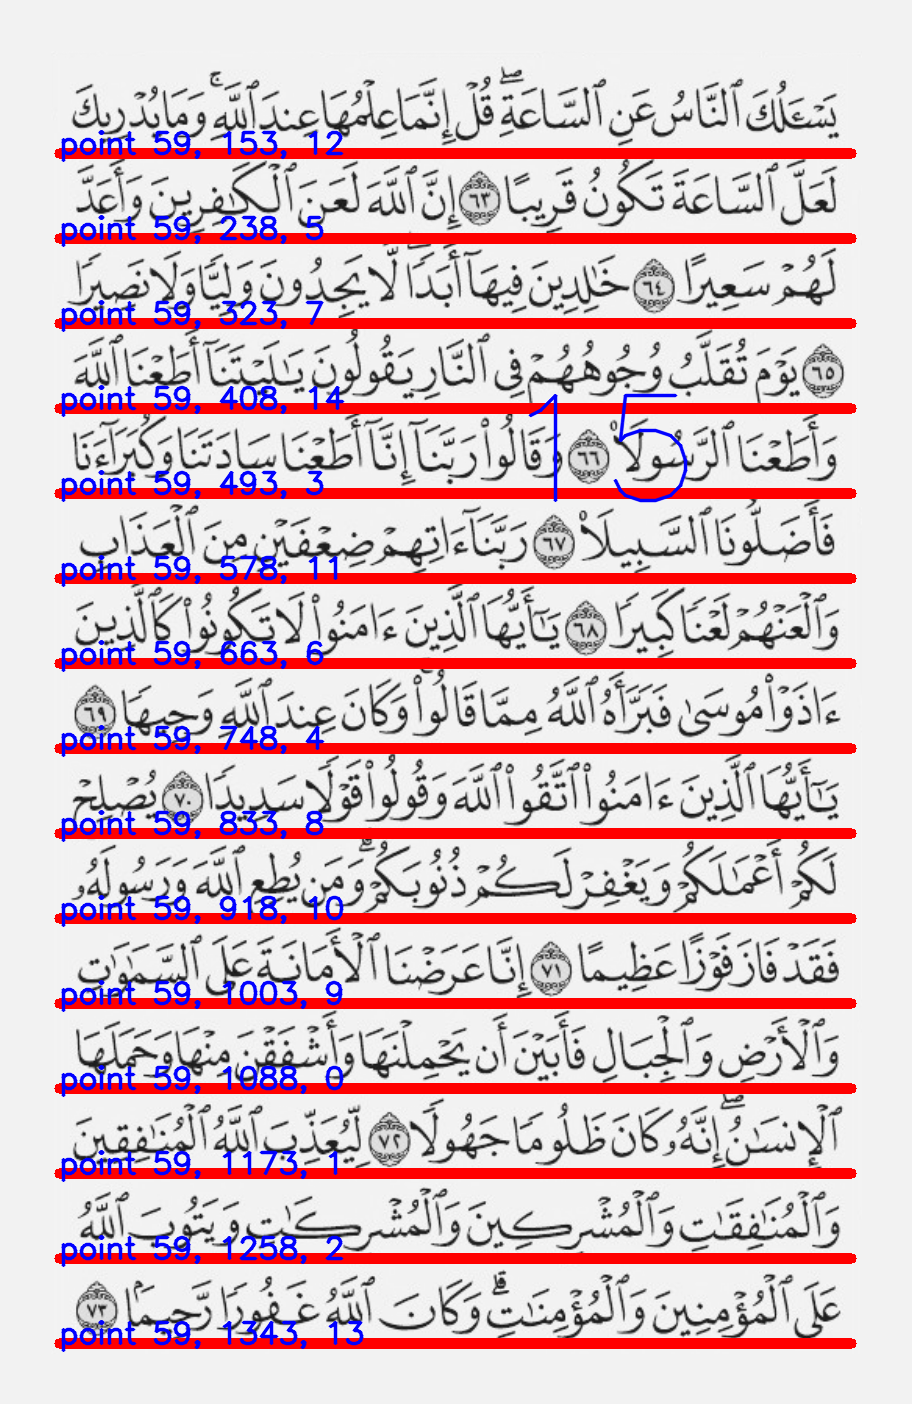 يَسْـَٔلُكَ ٱلنَّاسُ عَنِ ٱلسَّاعَةِۖ قُلْ إِنَّمَا عِلْمُهَا عِندَ ٱللَّهِۚ وَمَا يُدْرِيكَ
point 59, 153, 12
لَعَلَّ ٱلسَّاعَةَ تَكُونُ قَرِيبًا ٦٣ إِنَّ ٱللَّهَ لَعَنَ ٱلْكَـٰفِرِينَ وَأَعَدَّ
point 59, 238, 5
لَهُمْ سَعِيرًا ٦٤ خَـٰلِدِينَ فِيهَآ أَبَدًاۖ لَّا يَجِدُونَ وَلِيًّا وَلَا نَصِيرًا
point 59, 323, 7
٦٥ يَوْمَ تُقَلَّبُ وُجُوهُهُمْ فِى ٱلنَّارِ يَقُولُونَ يَـٰلَيْتَنَآ أَطَعْنَا ٱللَّهَ
point 59, 408, 14
وَأَطَعْنَا ٱلرَّسُولَا۠ ٦٦ وَقَالُوا۟ رَبَّنَآ إِنَّآ أَطَعْنَا سَادَتَنَا وَكُبَرَآءَنَا
15
point 59, 493, 3
فَأَضَلُّونَا ٱلسَّبِيلَا۠ ٦٧ رَبَّنَآ ءَاتِهِمْ ضِعْفَيْنِ مِنَ ٱلْعَذَابِ
point 59, 578, 11
وَٱلْعَنْهُمْ لَعْنًا كَبِيرًا ٦٨ يَـٰٓأَيُّهَا ٱلَّذِينَ ءَامَنُوا۟ لَا تَكُونُوا۟ كَٱلَّذِينَ
point 59, 663, 6
ءَاذَوْا۟ مُوسَىٰ فَبَرَّأَهُ ٱللَّهُ مِمَّا قَالُوا۟ۚ وَكَانَ عِندَ ٱللَّهِ وَجِيهًا ٦٩
point 59, 748, 4
يَـٰٓأَيُّهَا ٱلَّذِينَ ءَامَنُوا۟ ٱتَّقُوا۟ ٱللَّهَ وَقُولُوا۟ قَوْلًا سَدِيدًا ٧٠ يُصْلِحْ
point 59, 833, 8
لَكُمْ أَعْمَـٰلَكُمْ وَيَغْفِرْ لَكُمْ ذُنُوبَكُمْۗ وَمَن يُطِعِ ٱللَّهَ وَرَسُولَهُۥ
point 59, 918, 10
فَقَدْ فَازَ فَوْزًا عَظِيمًا ٧١ إِنَّا عَرَضْنَا ٱلْأَمَانَةَ عَلَى ٱلسَّمَـٰوَٰتِ
point 59, 1003, 9
وَٱلْأَرْضِ وَٱلْجِبَالِ فَأَبَيْنَ أَن يَحْمِلْنَهَا وَأَشْفَقْنَ مِنْهَا وَحَمَلَهَا
point 59, 1088, 0
ٱلْإِنسَـٰنُۖ إِنَّهُۥ كَانَ ظَلُومًا جَهُولًا ٧٢ لِّيُعَذِّبَ ٱللَّهُ ٱلْمُنَـٰفِقِينَ
point 59, 1173, 1
وَٱلْمُنَـٰفِقَـٰتِ وَٱلْمُشْرِكِينَ وَٱلْمُشْرِكَـٰتِ وَيَتُوبَ ٱللَّهُ
point 59, 1258, 2
عَلَى ٱلْمُؤْمِنِينَ وَٱلْمُؤْمِنَـٰتِۗ وَكَانَ ٱللَّهُ غَفُورًا رَّحِيمًۢا ٧٣
point 59, 1343, 13